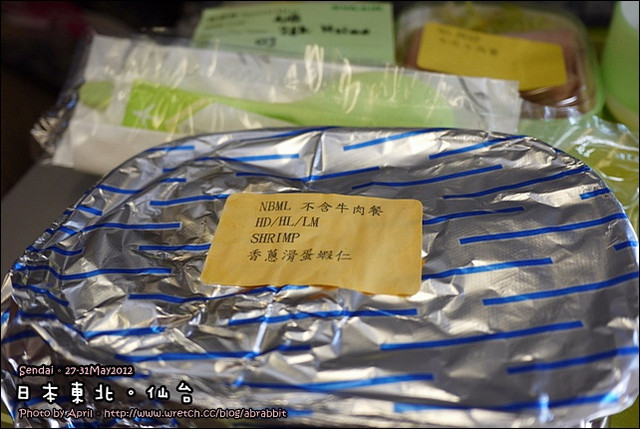 NBML 不含牛肉餐
HD/HL/LM
SHRIMP
香蔥滑蛋蝦仁
Sendai。27-31May2012
日本東北。仙台
Photo by April - http://www.wretch.cc/blog/abrabbit